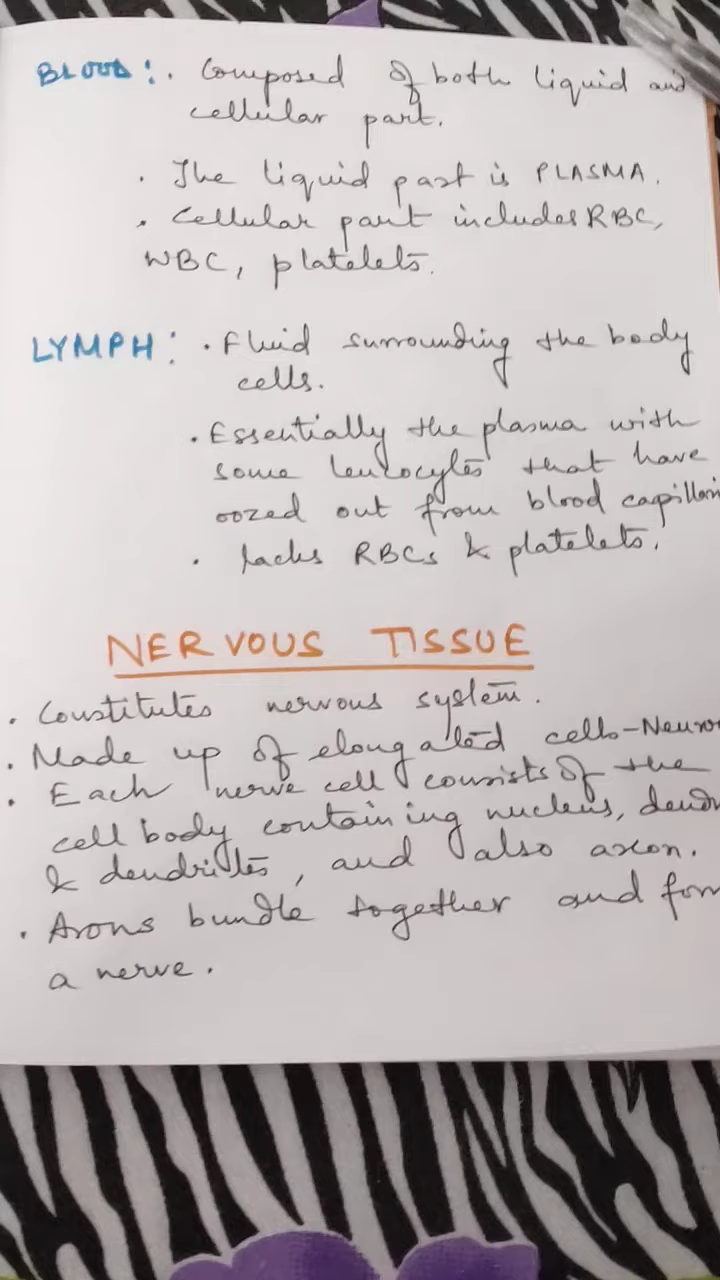 BLOOD: . Composed of both liquid and
cellular part.
. The liquid part is PLASMA.
. Cellular part includes RBC,
WBC, platelets.
LYMPH: . Fluid surrounding the body
cells.
. Essentially the plasma with
some leukocytes that have
oozed out from blood
. lacks RBCs & platelets.
NERVOUS TISSUE
. Constitutes nervous system.
. Made up of elongated cells-
. Each nerve cell consists of the
cell body containing nucleus,
& dendrites, and also axon.
. Axons bundle together and form
a nerve.